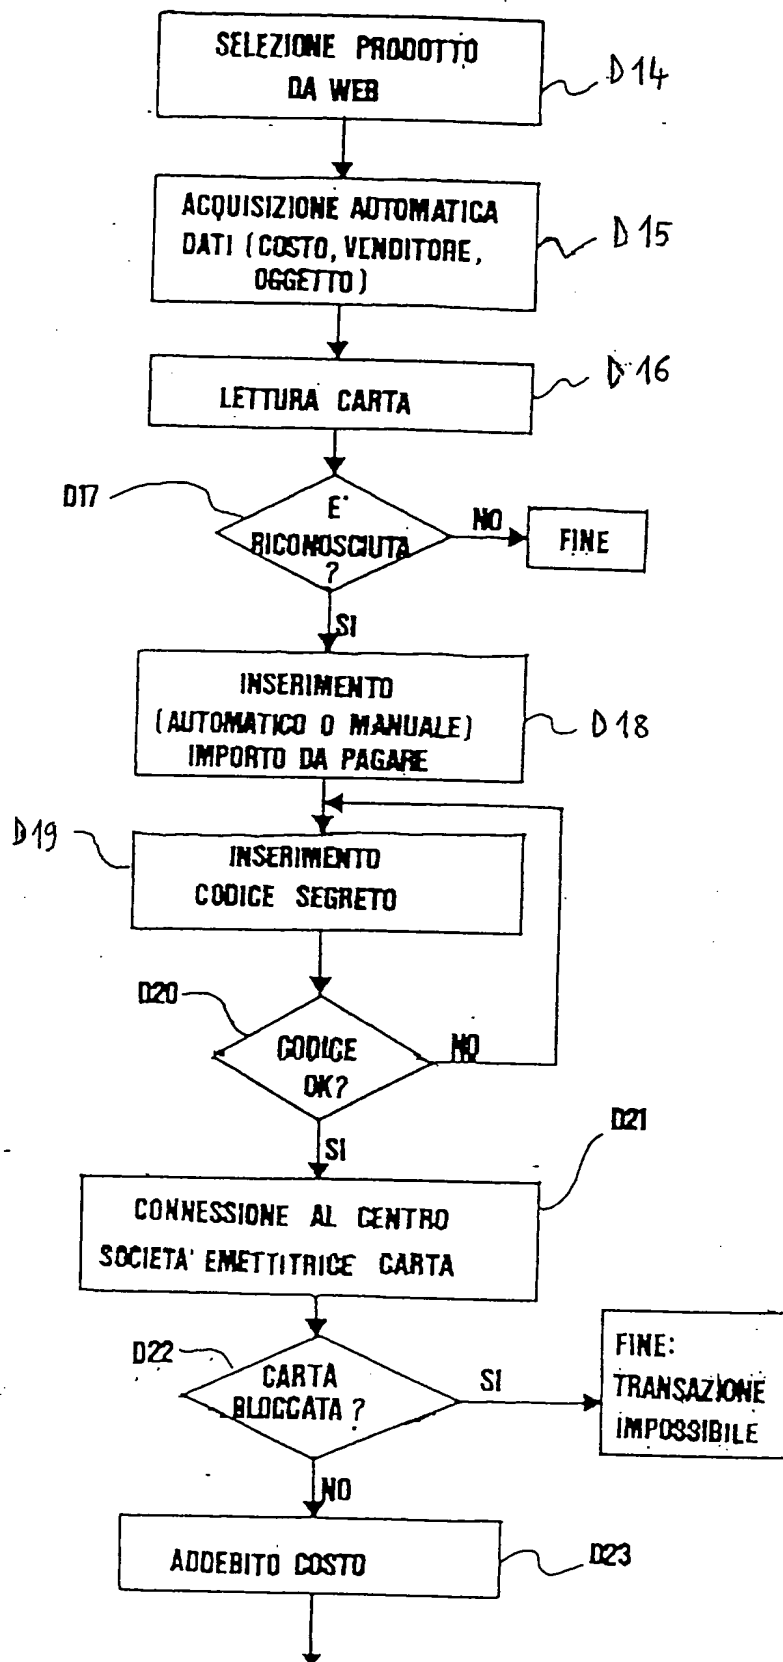 SELEZIONE PRODOTTO
DA WEB
D14
ACQUISIZIONE AUTOMATICA
DATI (COSTO, VENDITORE,
OGGETTO)
D15
LETTURA CARTA
D16
D17
E'
RICONOSCIUTA
?
NO
FINE
SI
INSERIMENTO
(AUTOMATICO O MANUALE)
IMPORTO DA PAGARE
D18
D19
INSERIMENTO
CODICE SEGRETO
D20
CODICE
OK?
NO
SI
D21
CONNESSIONE AL CENTRO
SOCIETA' EMETTITRICE CARTA
D22
CARTA
BLOCCATA ?
SI
FINE:
TRANSAZIONE
IMPOSSIBILE
NO
ADDEBITO COSTO
D23